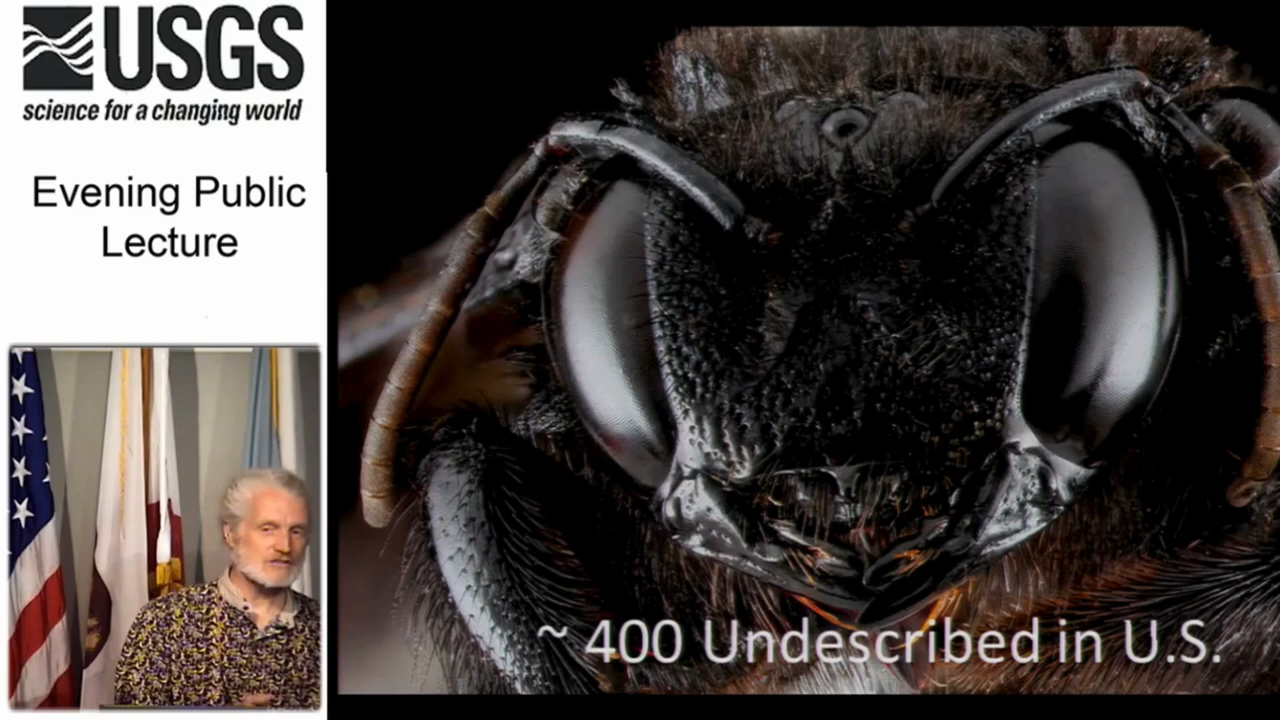 USGS
science for a changing world
Evening Public
Lecture
~ 400 Undescribed in U.S.